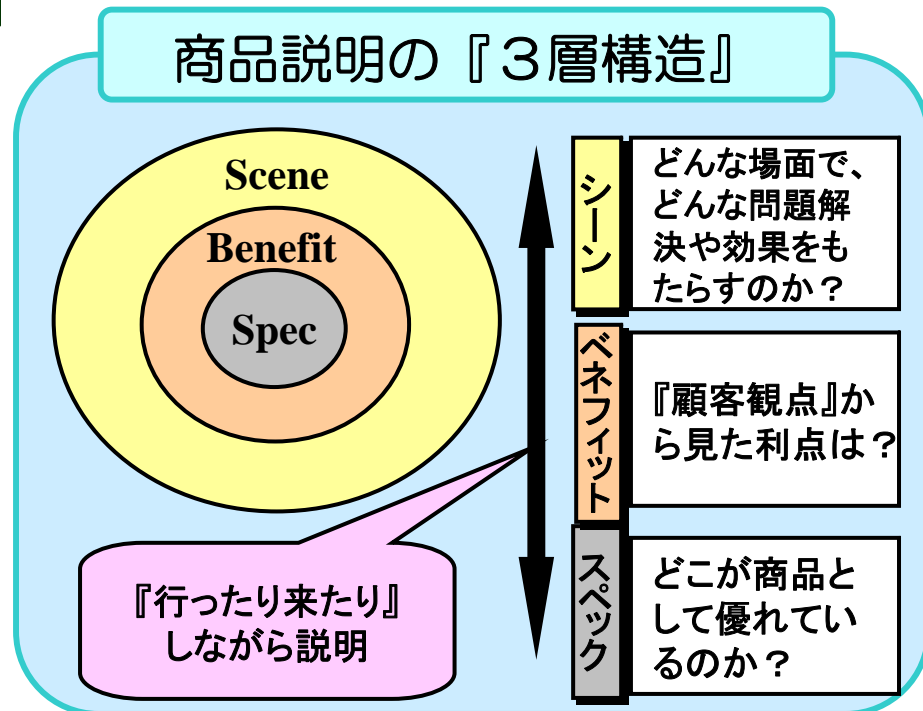 商品説明の『３層構造』
Scene
Benefit
Spec
『行ったり来たり』
しながら説明
シーン
どんな場面で、
どんな問題解
決や効果をも
たらすのか？
ベネフィット
『顧客観点』か
ら見た利点は？
スペック
どこが商品と
して優れてい
るのか？